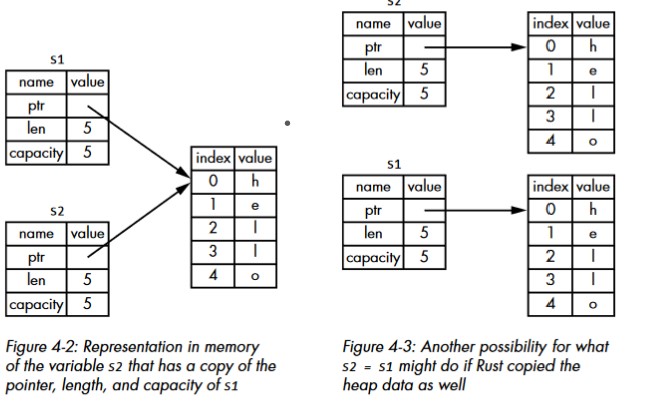 s1
name value
ptr
len 5
capacity 5
s2
name value
ptr
len 5
capacity 5
index value
0 h
1 e
2 l
3 l
4 o
Figure 4-2: Representation in memory
of the variable s2 that has a copy of the
pointer, length, and capacity of s1
s2
name value
ptr
len 5
capacity 5
index value
0 h
1 e
2 l
3 l
4 o
s1
name value
ptr
len 5
capacity 5
index value
0 h
1 e
2 l
3 l
4 o
Figure 4-3: Another possibility for what
s2 = s1 might do if Rust copied the
heap data as well